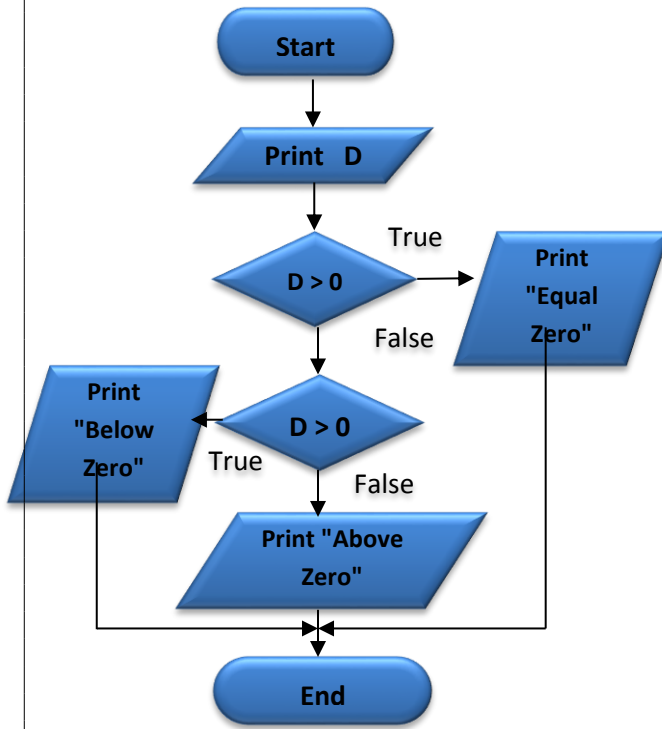 Start
Print D
D > 0
True
Print
"Equal
Zero"
False
D > 0
True
Print
"Below
Zero"
False
Print "Above
Zero"
End